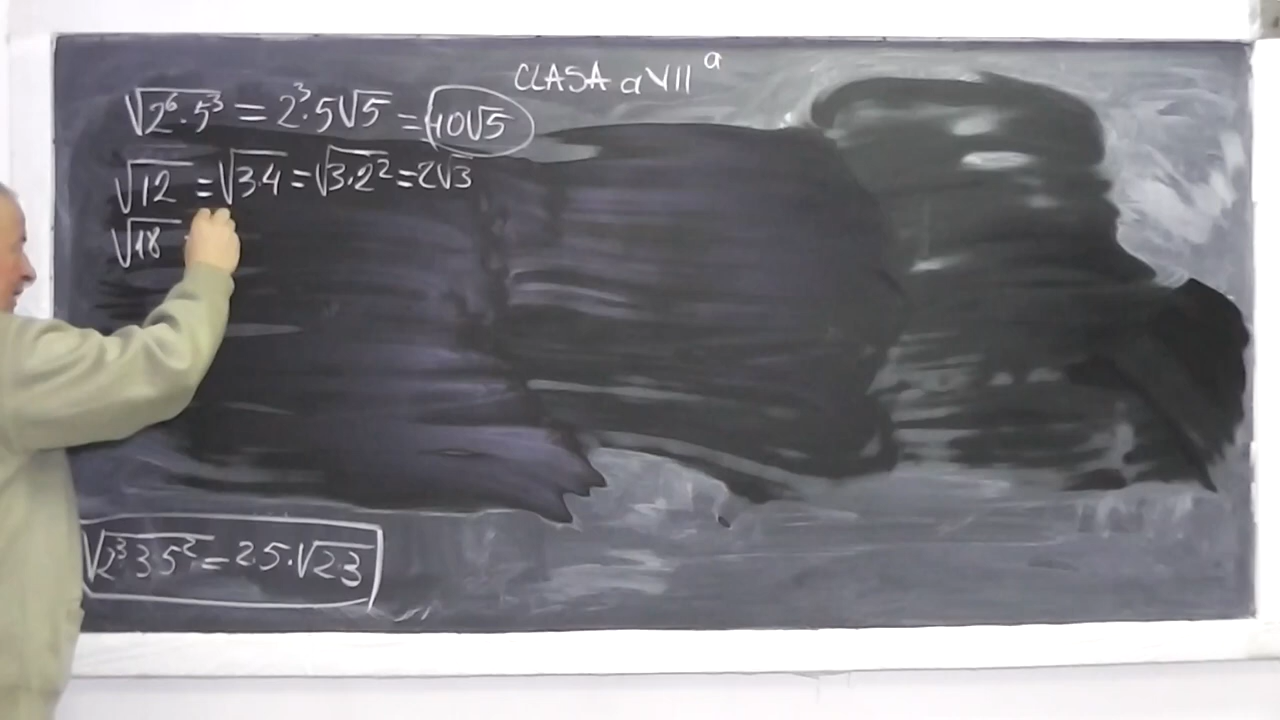 CLASA a VII ª
√2⁶·5³ = 2³·5√5 = 40√5
√12 = √3·4 = √3·2² = 2√3
√18
√2³3·5² = 2·5·√2·3